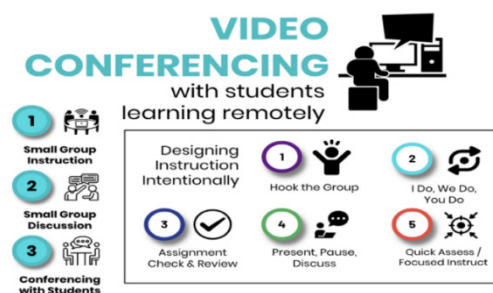 VIDEO
CONFERENCING
with students
learning remotely
1
Small Group
Instruction
2
Small Group
Discussion
3
Conferencing
with Students
Designing
Instruction
Intentionally
1
Hook the Group
2
I Do, We Do,
You Do
3
Assignment
Check & Review
4
Present, Pause,
Discuss
5
Quick Assess /
Focused Instruct